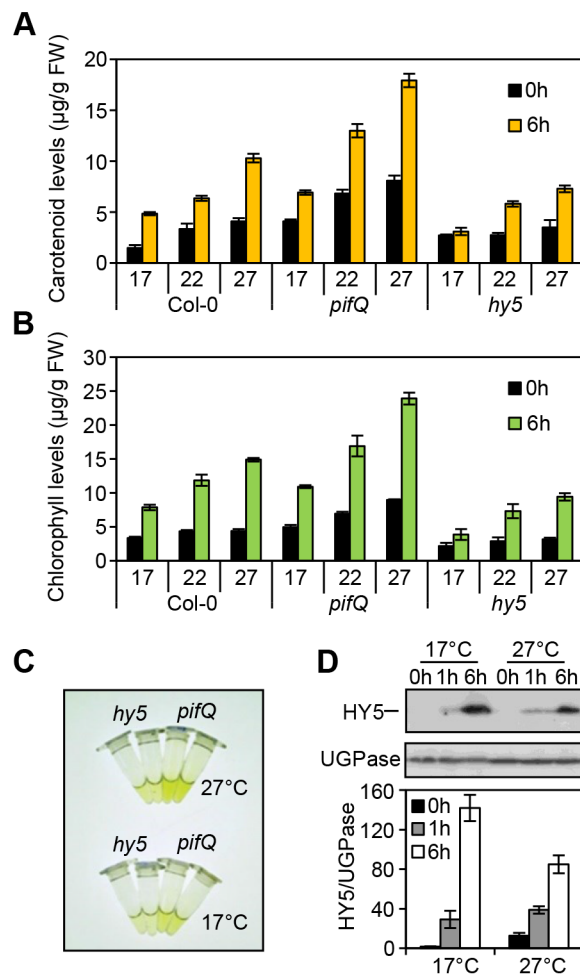 A
Carotenoid levels (µg/g FW)
20
15
10
5
0
0h
6h
17 22 27 17 22 27 17 22 27
Col-0 pifQ hy5
B
Chlorophyll levels (µg/g FW)
30
25
20
15
10
5
0
0h
6h
17 22 27 17 22 27 17 22 27
Col-0 pifQ hy5
C
hy5 pifQ
27°C
hy5 pifQ
17°C
D
17°C 27°C
0h 1h 6h 0h 1h 6h
HY5
UGPase
HY5/UGPase
160
120
80
40
0
0h
1h
6h
17°C 27°C